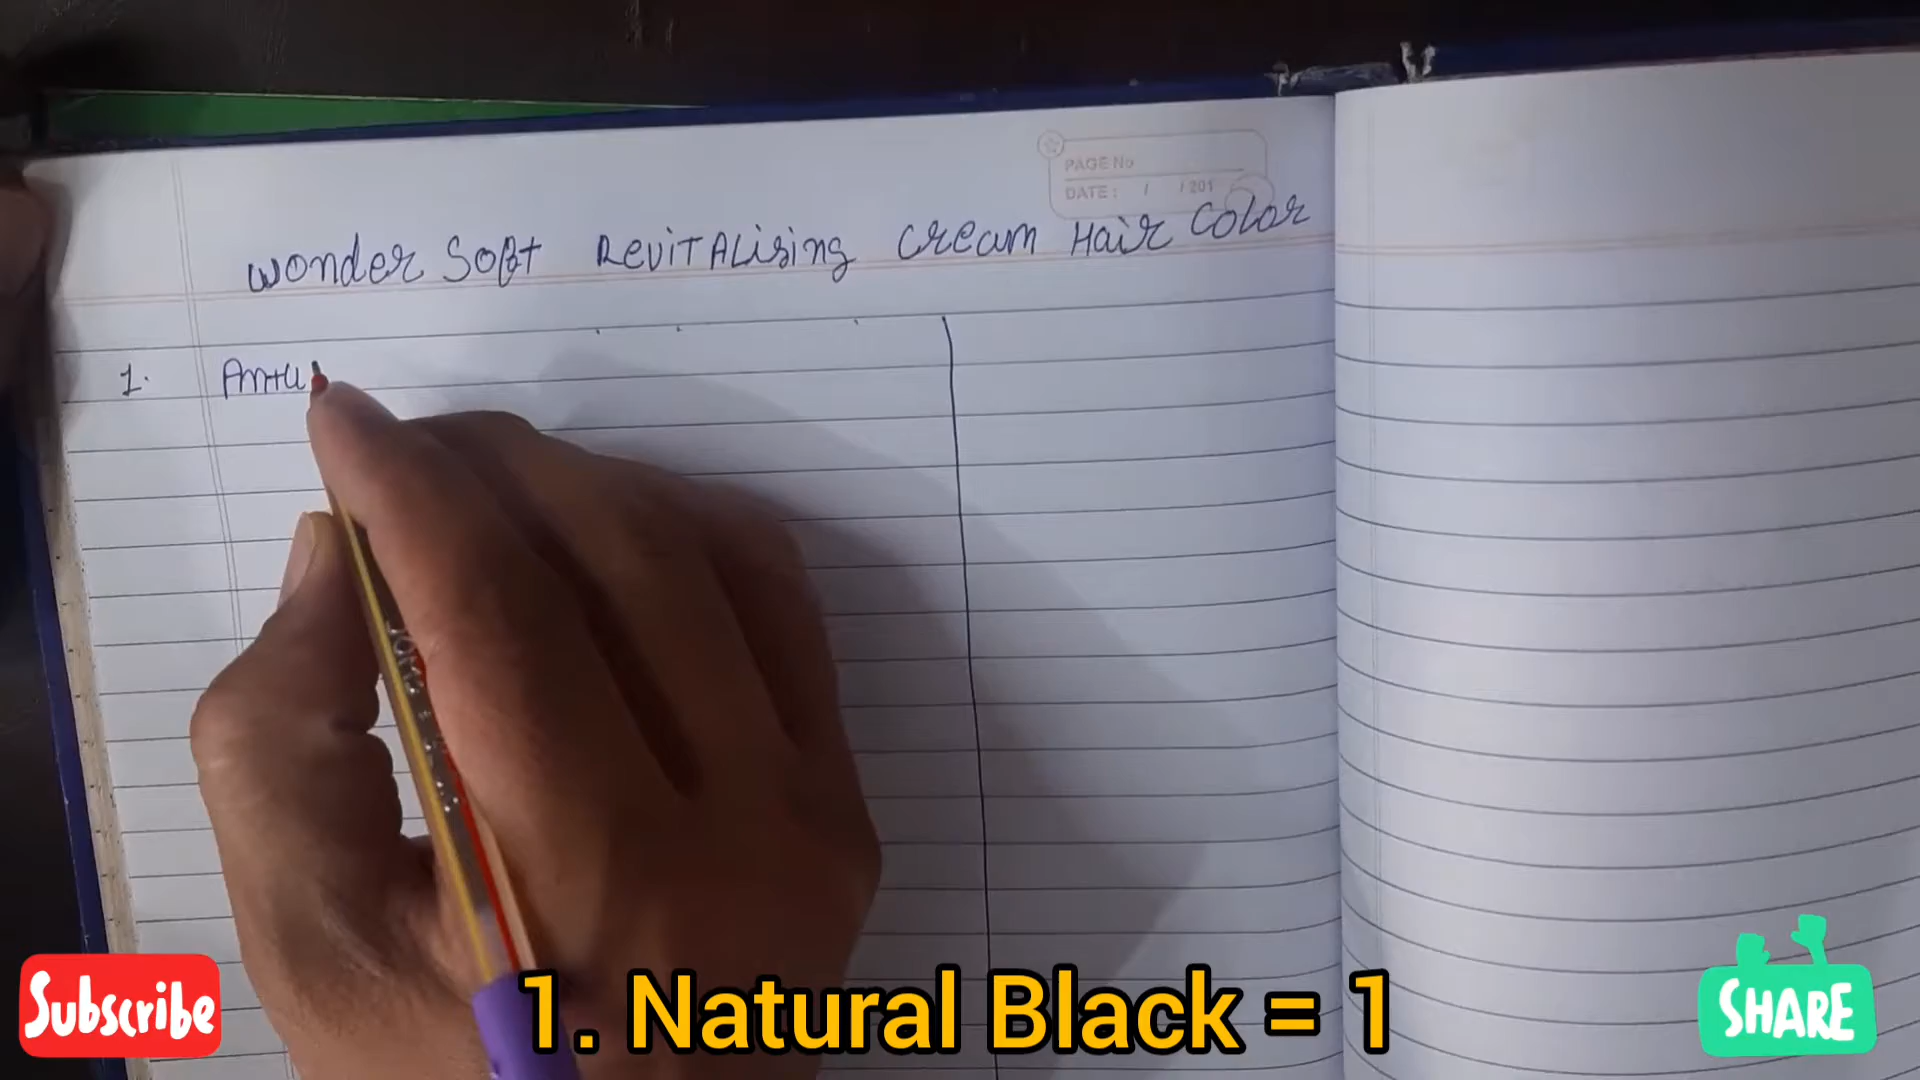 PAGE No
DATE : / / 201
Wonder Soft Revitalising Cream Hair Color
1.
Subscribe
1. Natural Black = 1
SHARE